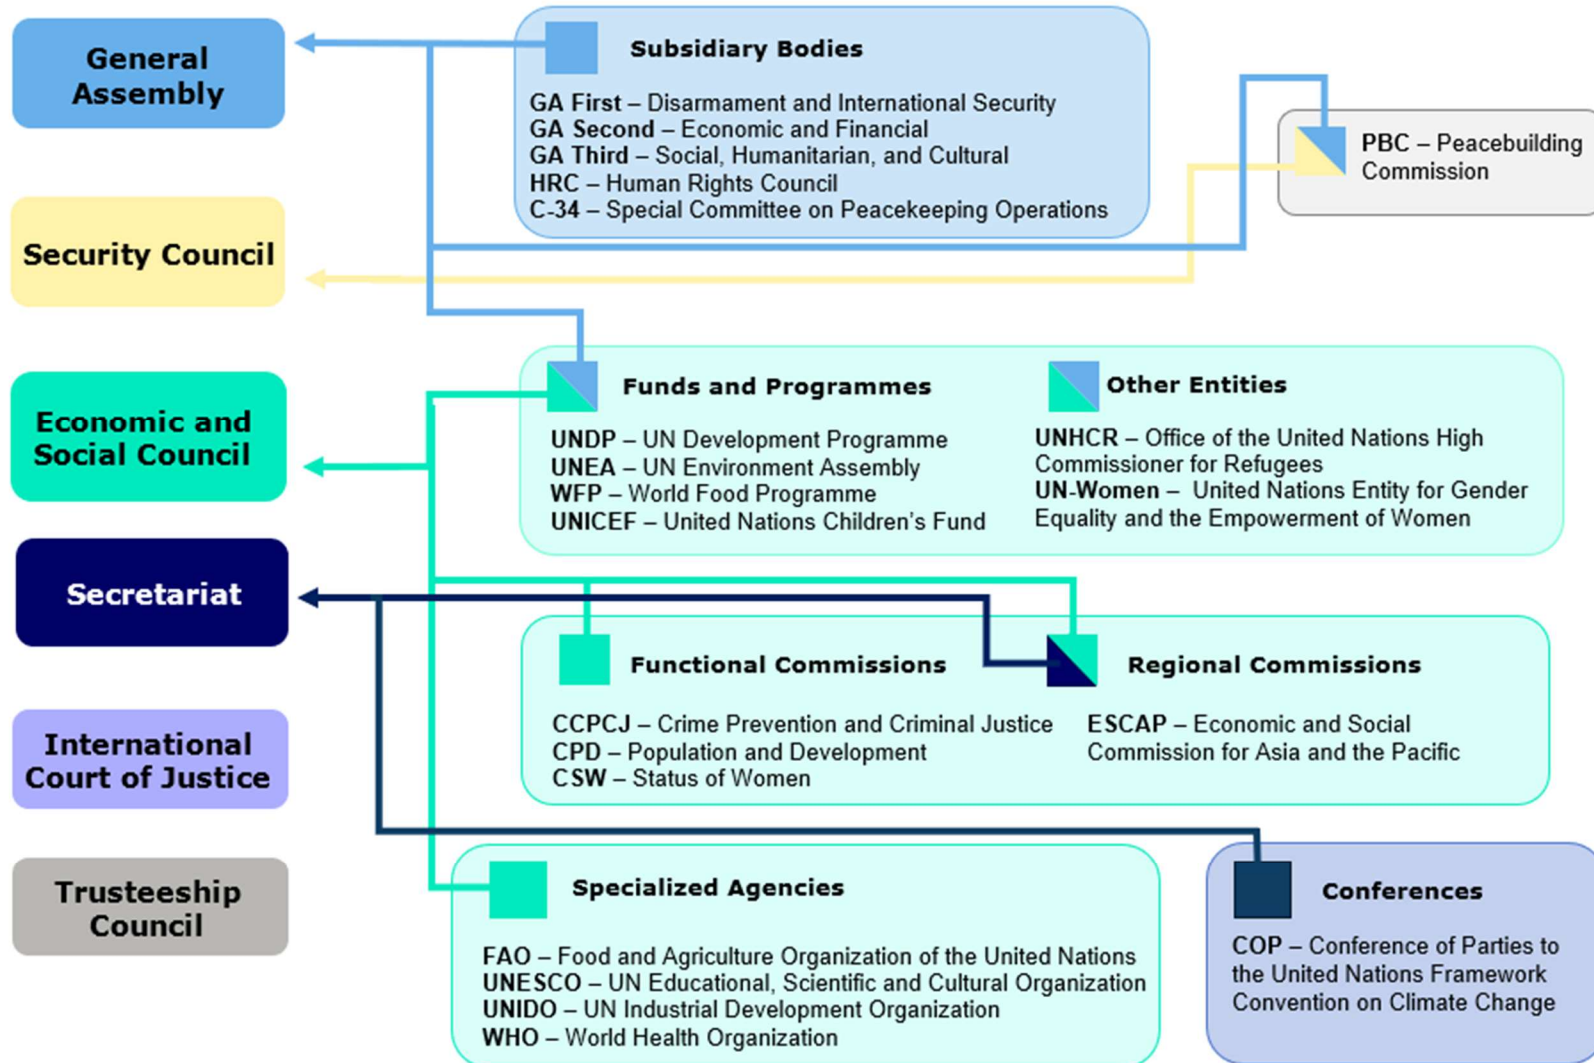 General
Assembly
Security Council
Economic and
Social Council
Secretariat
International
Court of Justice
Trusteeship
Council
Subsidiary Bodies
GA First – Disarmament and International Security
GA Second – Economic and Financial
GA Third – Social, Humanitarian, and Cultural
HRC – Human Rights Council
C-34 – Special Committee on Peacekeeping Operations
PBC – Peacebuilding
Commission
Funds and Programmes
UNDP – UN Development Programme
UNEA – UN Environment Assembly
WFP – World Food Programme
UNICEF – United Nations Children’s Fund
Other Entities
UNHCR – Office of the United Nations High
Commissioner for Refugees
UN-Women – United Nations Entity for Gender
Equality and the Empowerment of Women
Functional Commissions
CCPCJ – Crime Prevention and Criminal Justice
CPD – Population and Development
CSW – Status of Women
Regional Commissions
ESCAP – Economic and Social
Commission for Asia and the Pacific
Specialized Agencies
FAO – Food and Agriculture Organization of the United Nations
UNESCO – UN Educational, Scientific and Cultural Organization
UNIDO – UN Industrial Development Organization
WHO – World Health Organization
Conferences
COP – Conference of Parties to
the United Nations Framework
Convention on Climate Change